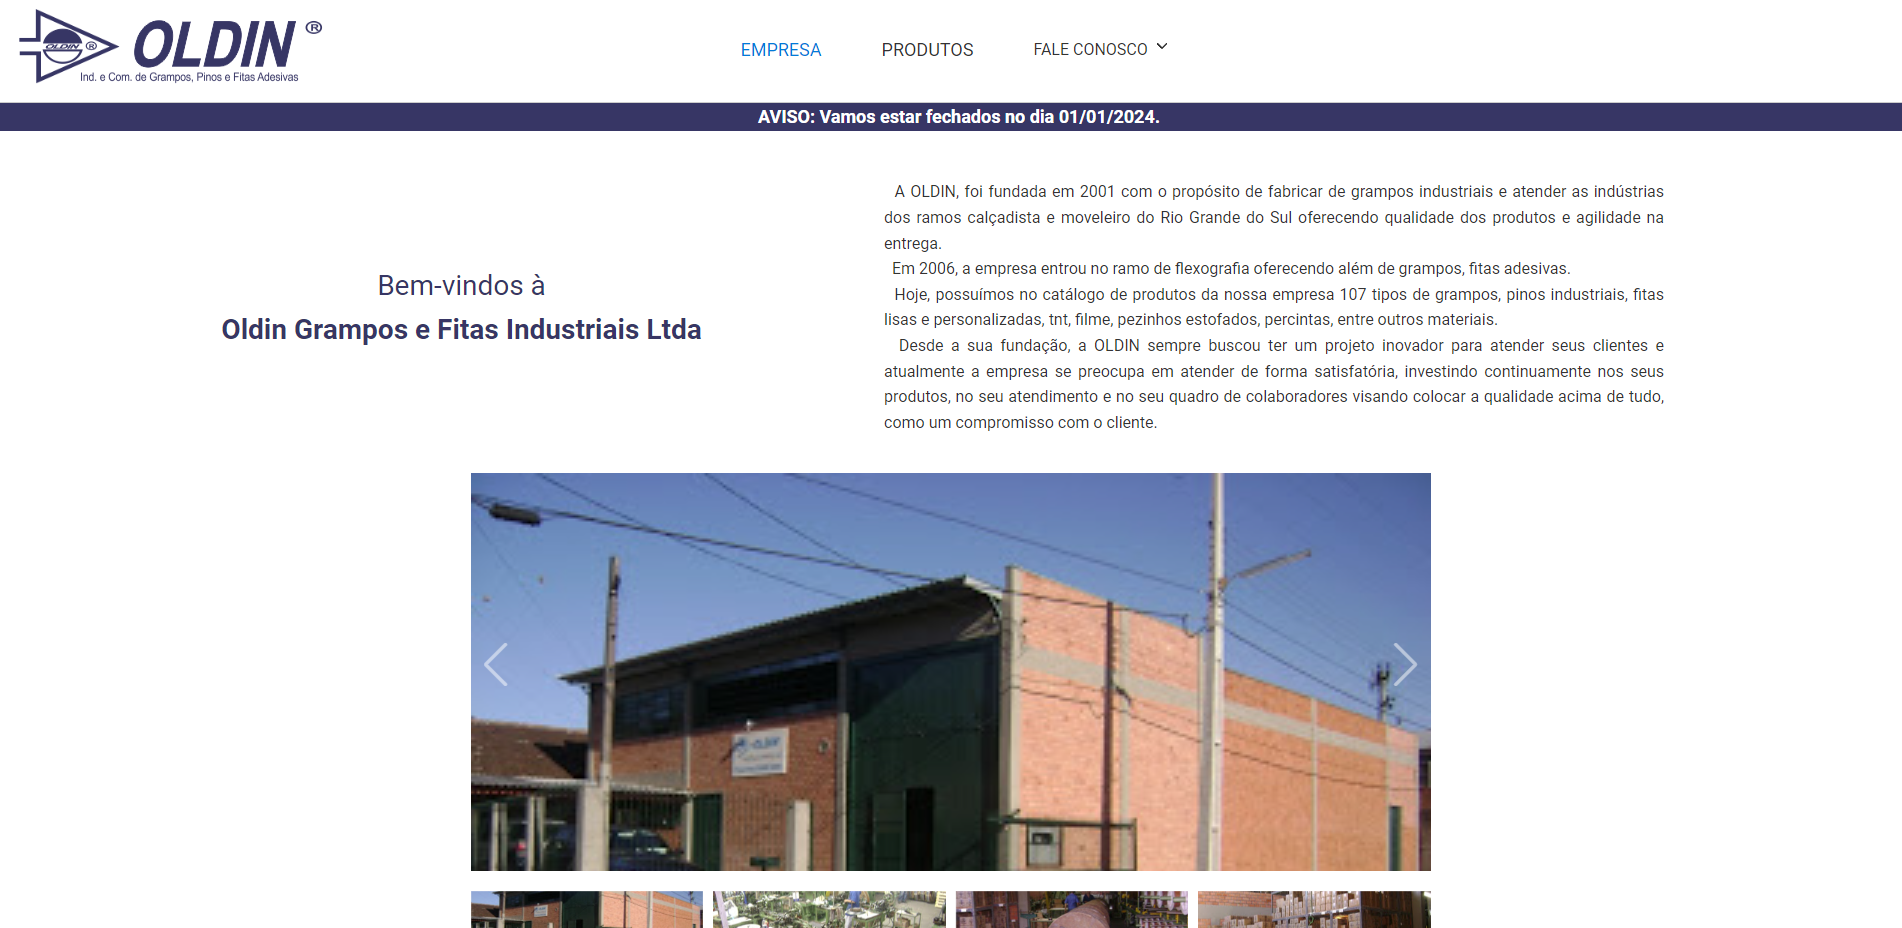 OLDIN ®
OLDIN ®
Ind. e Com. de Grampos, Pinos e Fitas Adesivas
EMPRESA
PRODUTOS
FALE CONOSCO
AVISO: Vamos estar fechados no dia 01/01/2024.
Bem-vindos à
Oldin Grampos e Fitas Industriais Ltda
A OLDIN, foi fundada em 2001 com o propósito de fabricar de grampos industriais e atender as indústrias
dos ramos calçadista e moveleiro do Rio Grande do Sul oferecendo qualidade dos produtos e agilidade na
entrega.
Em 2006, a empresa entrou no ramo de flexografia oferecendo além de grampos, fitas adesivas.
Hoje, possuímos no catálogo de produtos da nossa empresa 107 tipos de grampos, pinos industriais, fitas
lisas e personalizadas, tnt, filme, pezinhos estofados, percintas, entre outros materiais.
Desde a sua fundação, a OLDIN sempre buscou ter um projeto inovador para atender seus clientes e
atualmente a empresa se preocupa em atender de forma satisfatória, investindo continuamente nos seus
produtos, no seu atendimento e no seu quadro de colaboradores visando colocar a qualidade acima de tudo,
como um compromisso com o cliente.
OLDIN